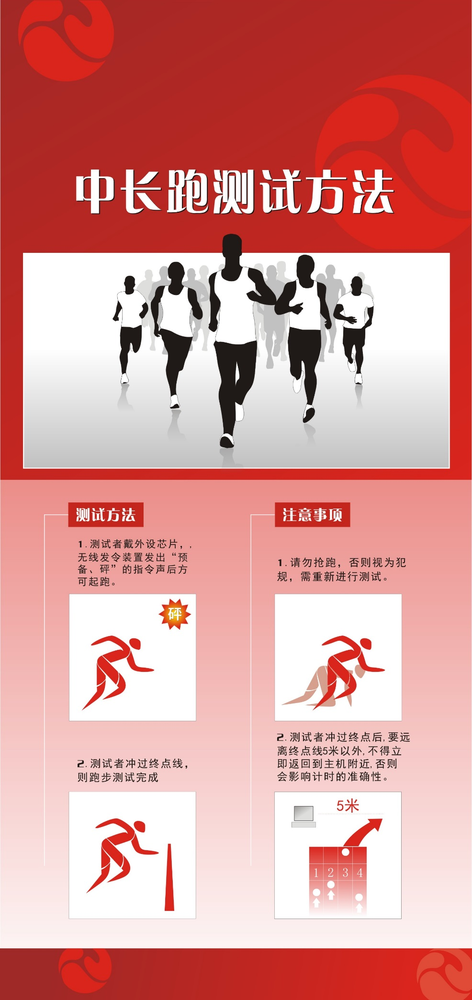 中长跑测试方法
测试方法
1.测试者戴外设芯片，,
无线发令装置发出“预
备、砰”的指令声后方
可起跑。
砰
2.测试者冲过终点线，
则跑步测试完成
注意事项
1.请勿抢跑，否则视为犯
规，需重新进行测试。
2.测试者冲过终点后,要远
离终点线5米以外,不得立
即返回到主机附近,否则
会影响计时的准确性。
5米
1 2 3 4